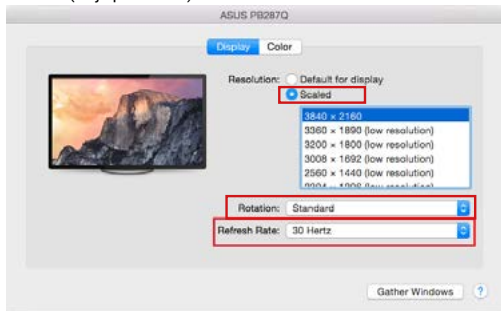 ASUS PB287Q
Display Color
Resolution: Default for display
Scaled
3840 × 2160
3360 × 1890 (low resolution)
3200 × 1800 (low resolution)
3008 × 1692 (low resolution)
2560 × 1440 (low resolution)
Rotation: Standard
Refresh Rate: 30 Hertz
Gather Windows ?